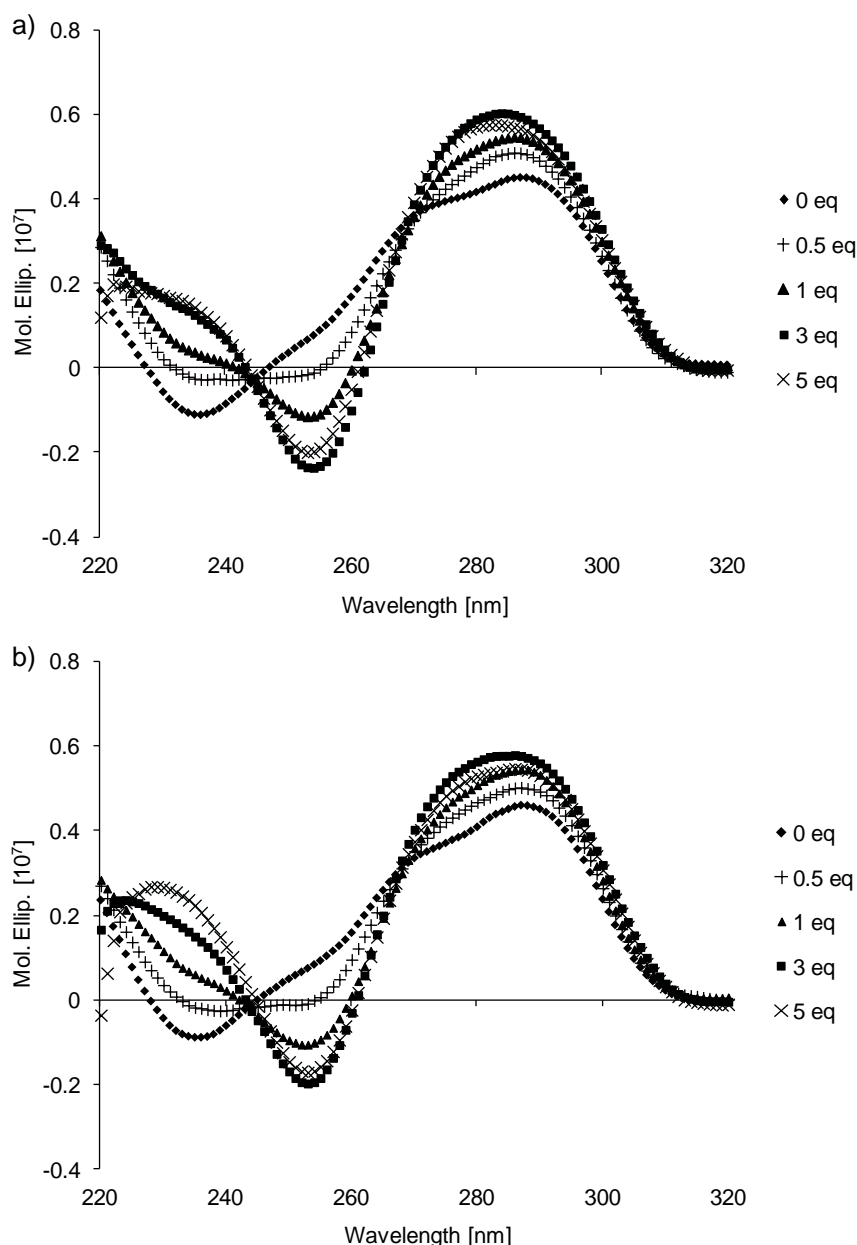 a)
0.8
0.6
0.4
0.2
0
-0.2
-0.4
Mol. Ellip. [10⁷]
220 240 260 280 300 320
Wavelength [nm]
0 eq
0.5 eq
1 eq
3 eq
5 eq
b)
0.8
0.6
0.4
0.2
0
-0.2
-0.4
Mol. Ellip. [10⁷]
220 240 260 280 300 320
Wavelength [nm]
0 eq
0.5 eq
1 eq
3 eq
5 eq